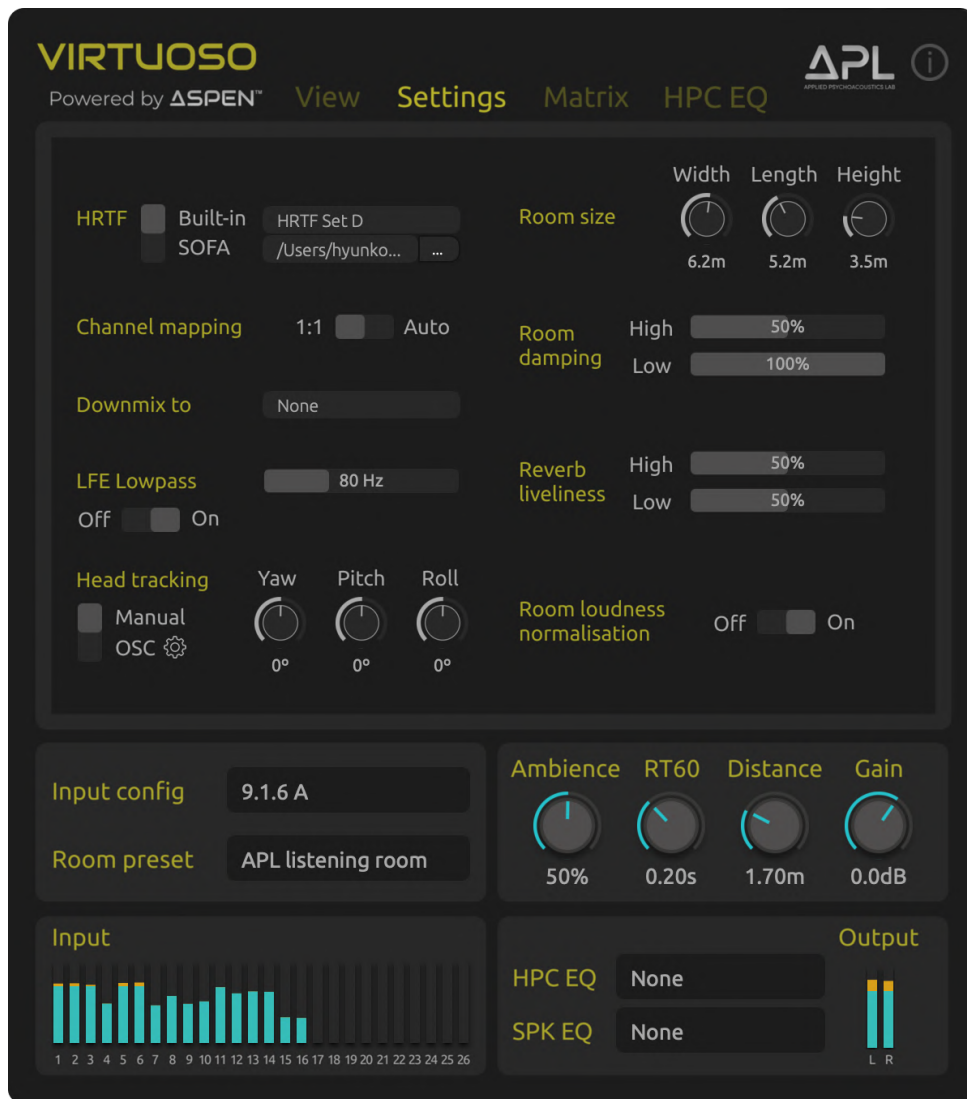 VIRTUOSO
Powered by ASPEN™
View Settings Matrix HPC EQ
APL
APPLIED PSYCHOACOUSTICS LAB
i
HRTF
Built-in
HRTF Set D
SOFA
/Users/hyunko...
...
Channel mapping
1:1
Auto
Downmix to
None
LFE Lowpass
80 Hz
Off
On
Head tracking
Manual
OSC
Yaw Pitch Roll
0° 0° 0°
Room size
Width Length Height
6.2m 5.2m 3.5m
Room
damping
High
50%
Low
100%
Reverb
liveliness
High
50%
Low
50%
Room loudness
normalisation
Off
On
Input config
9.1.6 A
Room preset
APL listening room
Ambience RT60 Distance Gain
50% 0.20s 1.70m 0.0dB
Input
1 2 3 4 5 6 7 8 9 10 11 12 13 14 15 16 17 18 19 20 21 22 23 24 25 26
HPC EQ
None
SPK EQ
None
Output
L R